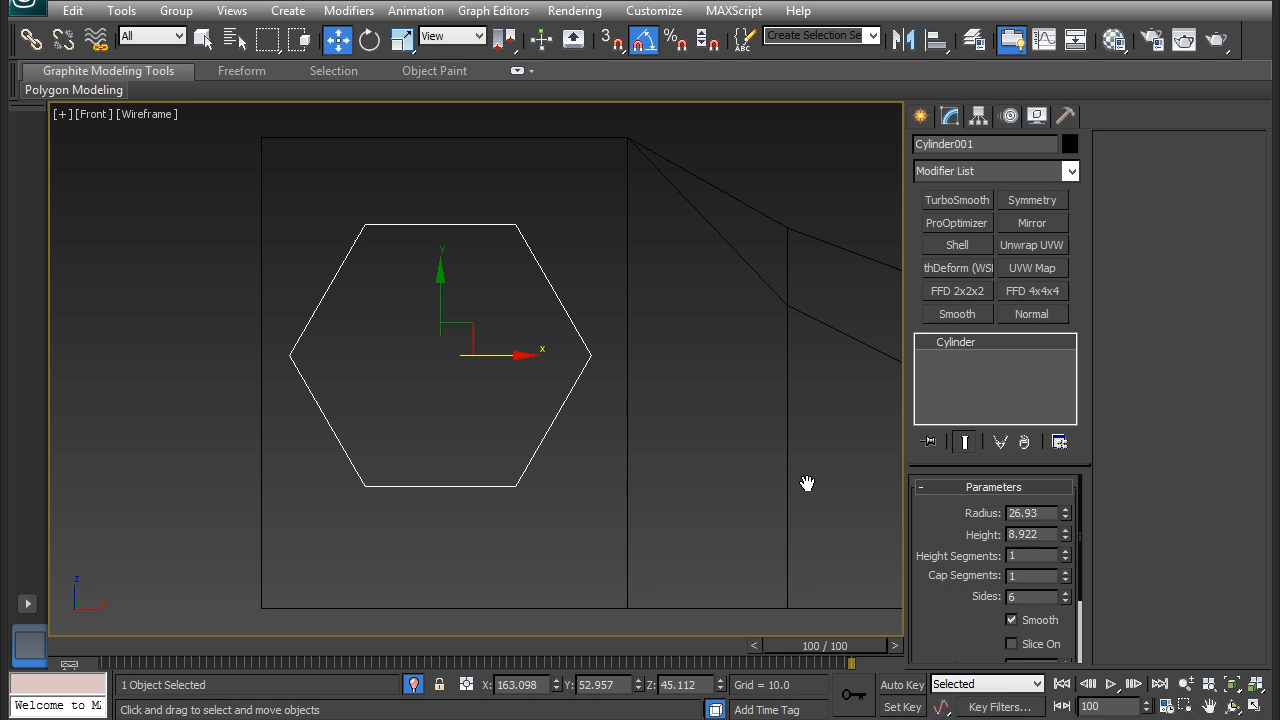 Edit Tools Group Views Create Modifiers Animation Graph Editors Rendering Customize MAXScript Help
All View 3 % ABC Create Selection Se
Graphite Modeling Tools Freeform Selection Object Paint
Polygon Modeling
[+] [Front] [Wireframe ]
Cylinder001
Modifier List
TurboSmooth Symmetry
ProOptimizer Mirror
Shell Unwrap UVW
thDeform (WSI UVW Map
FFD 2x2x2 FFD 4x4x4
Smooth Normal
Cylinder
y
x
z
- Parameters
Radius: 26.93
Height: 8.922
Height Segments: 1
Cap Segments: 1
Sides: 6
Smooth
Slice On
< 100 / 100 >
1 Object Selected X: 163.098 Y: 52.957 Z: 45.112 Grid = 10.0 Auto Key Selected
Welcome to M Click and drag to select and move objects Add Time Tag Set Key Key Filters... 100